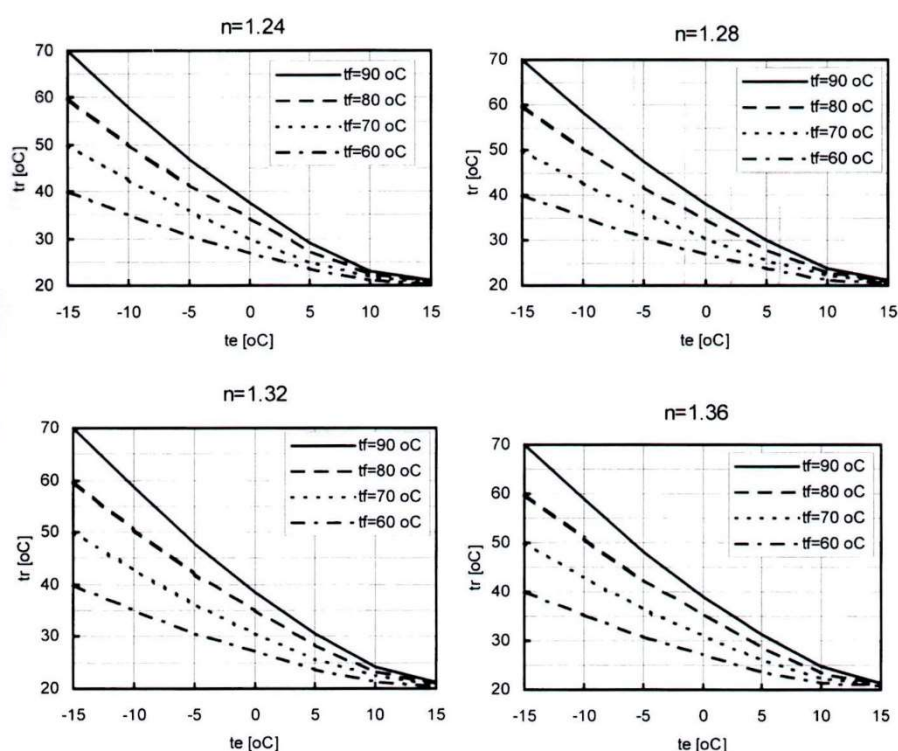 n=1.24
70
60
50
40
30
20
tr [oC]
tf=90 oC
tf=80 oC
tf=70 oC
tf=60 oC
-15 -10 -5 0 5 10 15
te [oC]
n=1.28
70
60
50
40
30
20
tr [oC]
tf=90 oC
tf=80 oC
tf=70 oC
tf=60 oC
-15 -10 -5 0 5 10 15
te [oC]
n=1.32
70
60
50
40
30
20
tr [oC]
tf=90 oC
tf=80 oC
tf=70 oC
tf=60 oC
-15 -10 -5 0 5 10 15
te [oC]
n=1.36
70
60
50
40
30
20
tr [oC]
tf=90 oC
tf=80 oC
tf=70 oC
tf=60 oC
-15 -10 -5 0 5 10 15
te [oC]